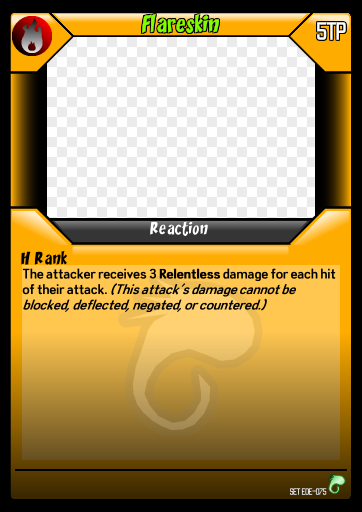 Flareskin
5TP
Reaction
H Rank
The attacker receives 3 Relentless damage for each hit
of their attack. (This attack's damage cannot be
blocked, deflected, negated, or countered.)
SET EOE-075